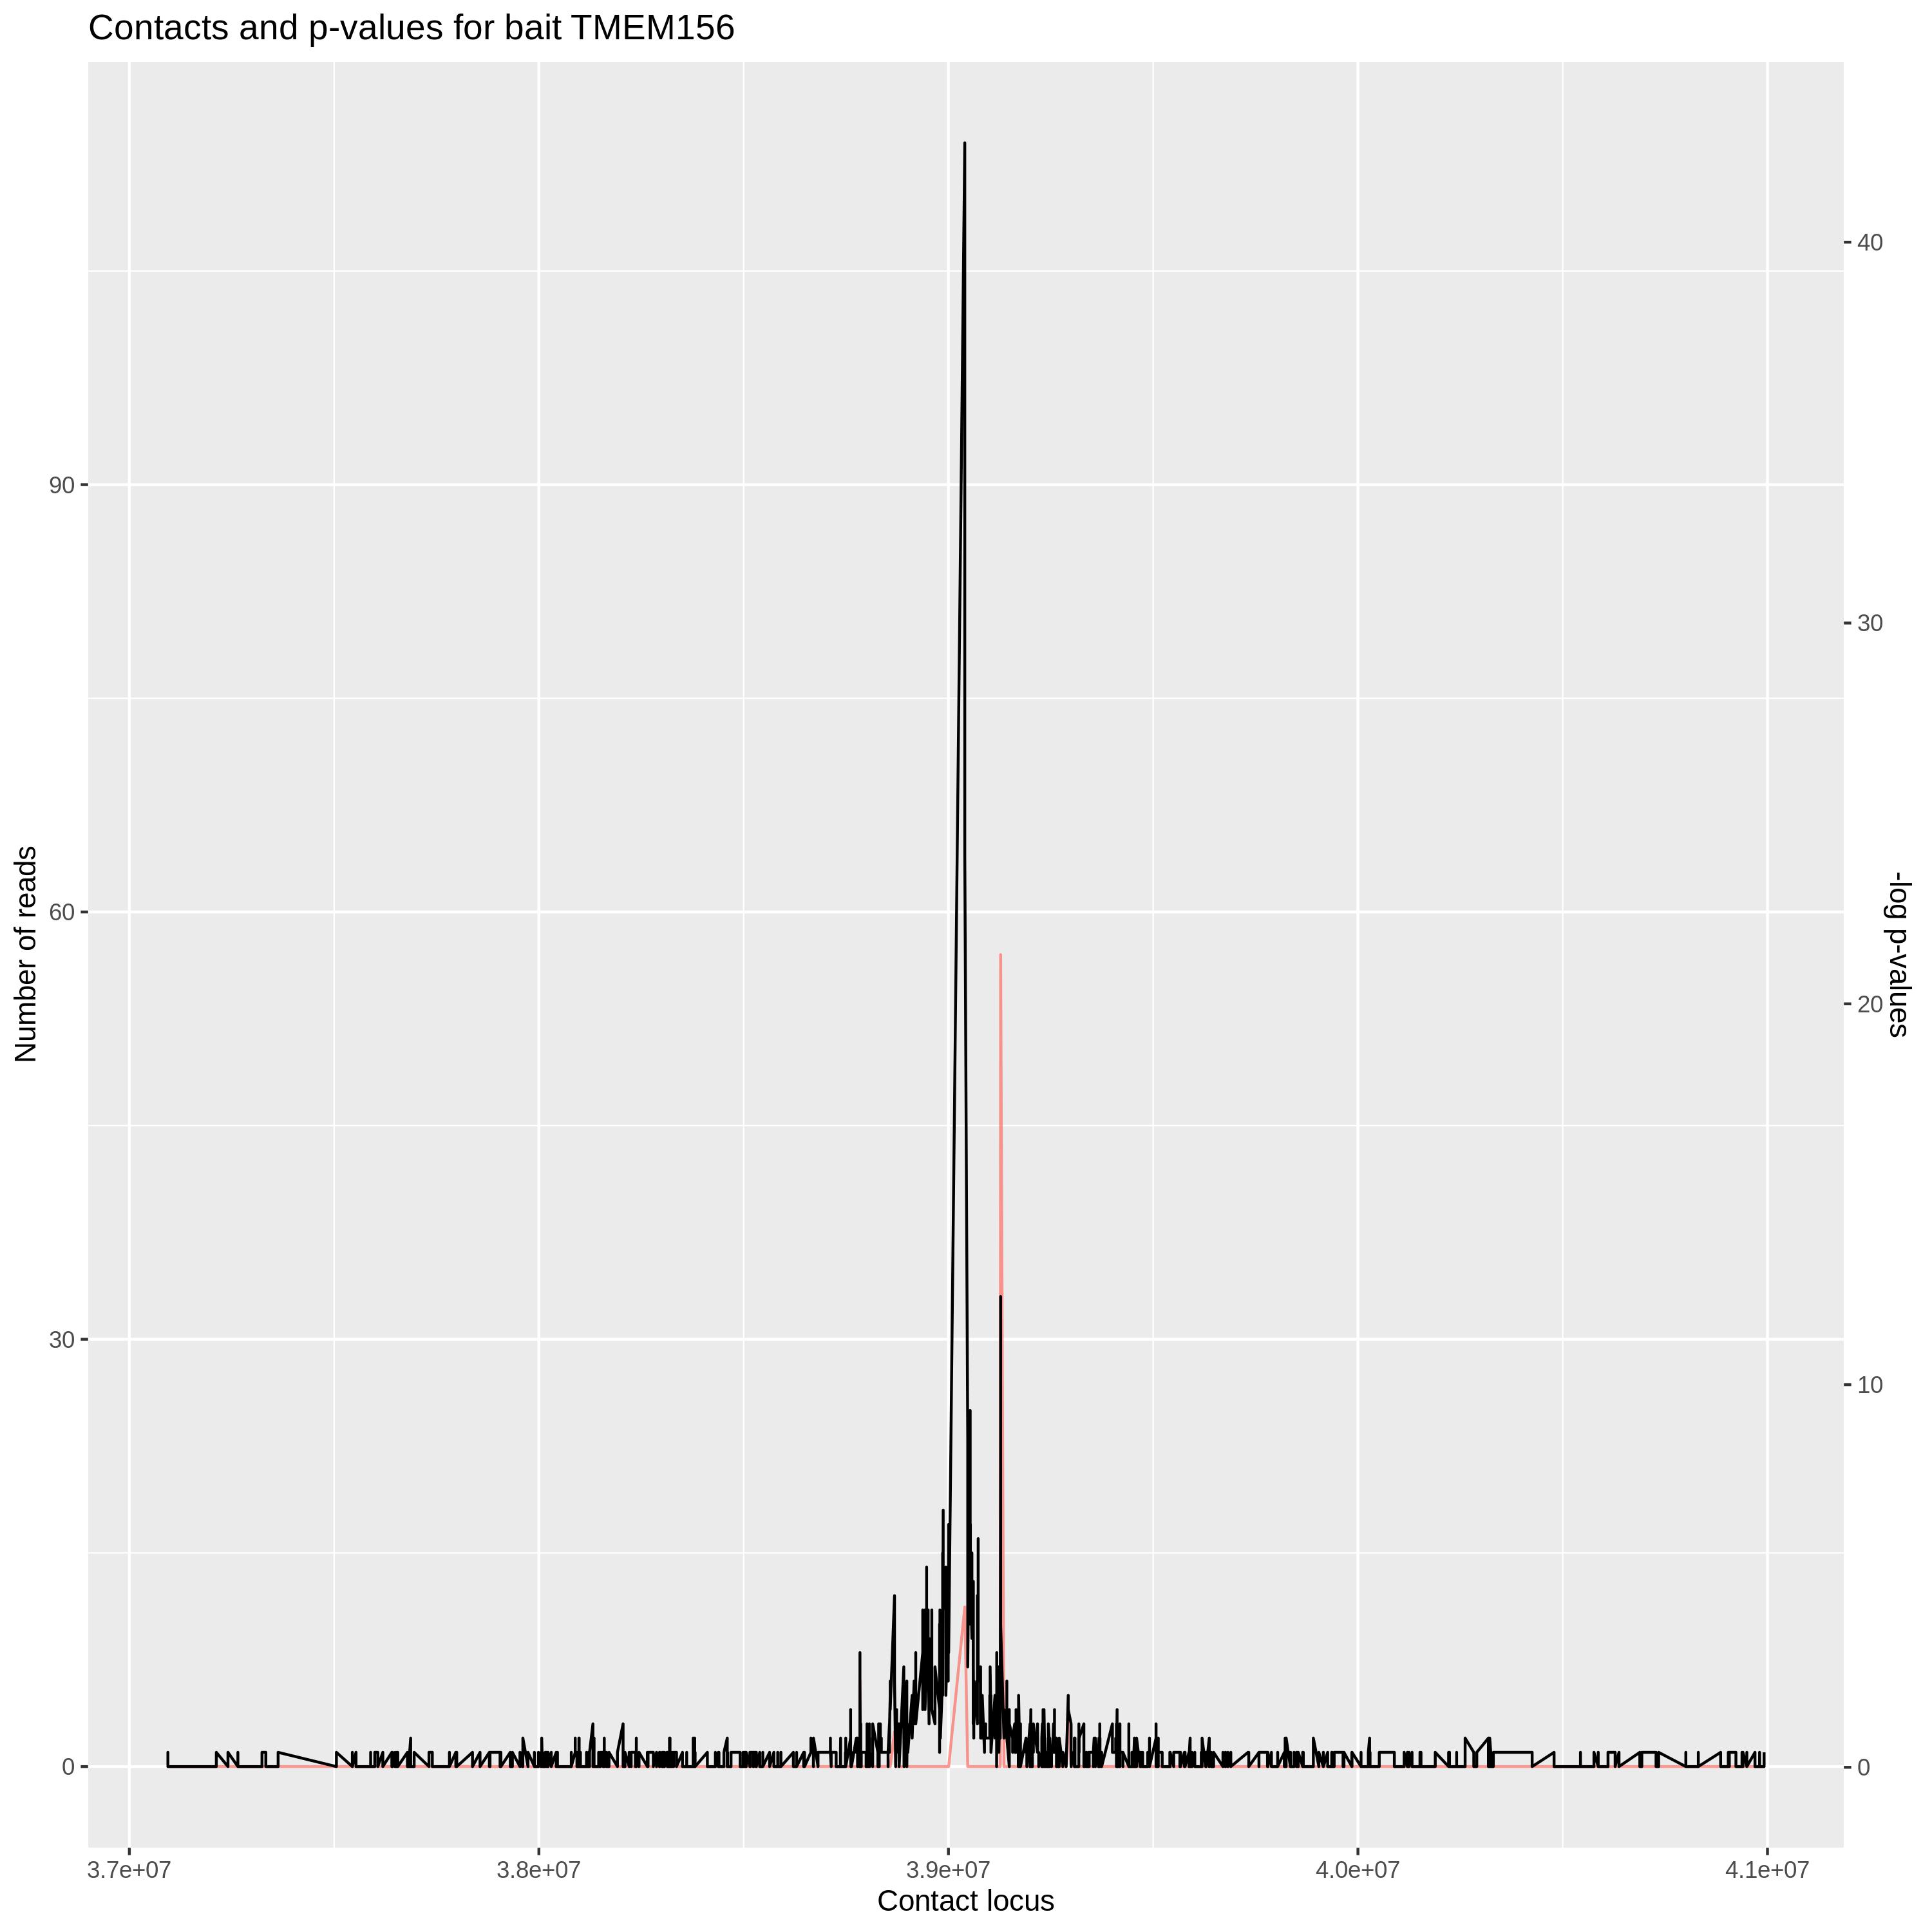 Contacts and p-values for bait TMEM156
Number of reads
90
60
30
0
40
30
20
10
0
-log p-values
3.7e+07 3.8e+07 3.9e+07 4.0e+07 4.1e+07
Contact locus